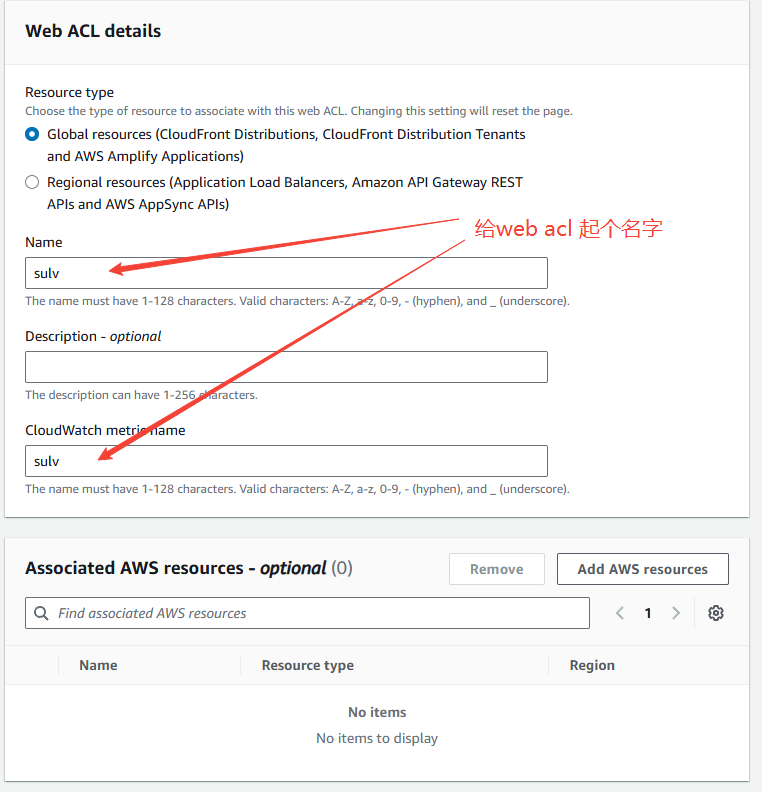 Web ACL details
Resource type
Choose the type of resource to associate with this web ACL. Changing this setting will reset the page.
Global resources (CloudFront Distributions, CloudFront Distribution Tenants
and AWS Amplify Applications)
Regional resources (Application Load Balancers, Amazon API Gateway REST
APIs and AWS AppSync APIs)
给web acl 起个名字
Name
sulv
The name must have 1-128 characters. Valid characters: A-Z, a-z, 0-9, - (hyphen), and _ (underscore).
Description - optional
The description can have 1-256 characters.
CloudWatch metric name
sulv
The name must have 1-128 characters. Valid characters: A-Z, a-z, 0-9, - (hyphen), and _ (underscore).
Associated AWS resources - optional (0)
Remove
Add AWS resources
Find associated AWS resources
1
Name
Resource type
Region
No items
No items to display